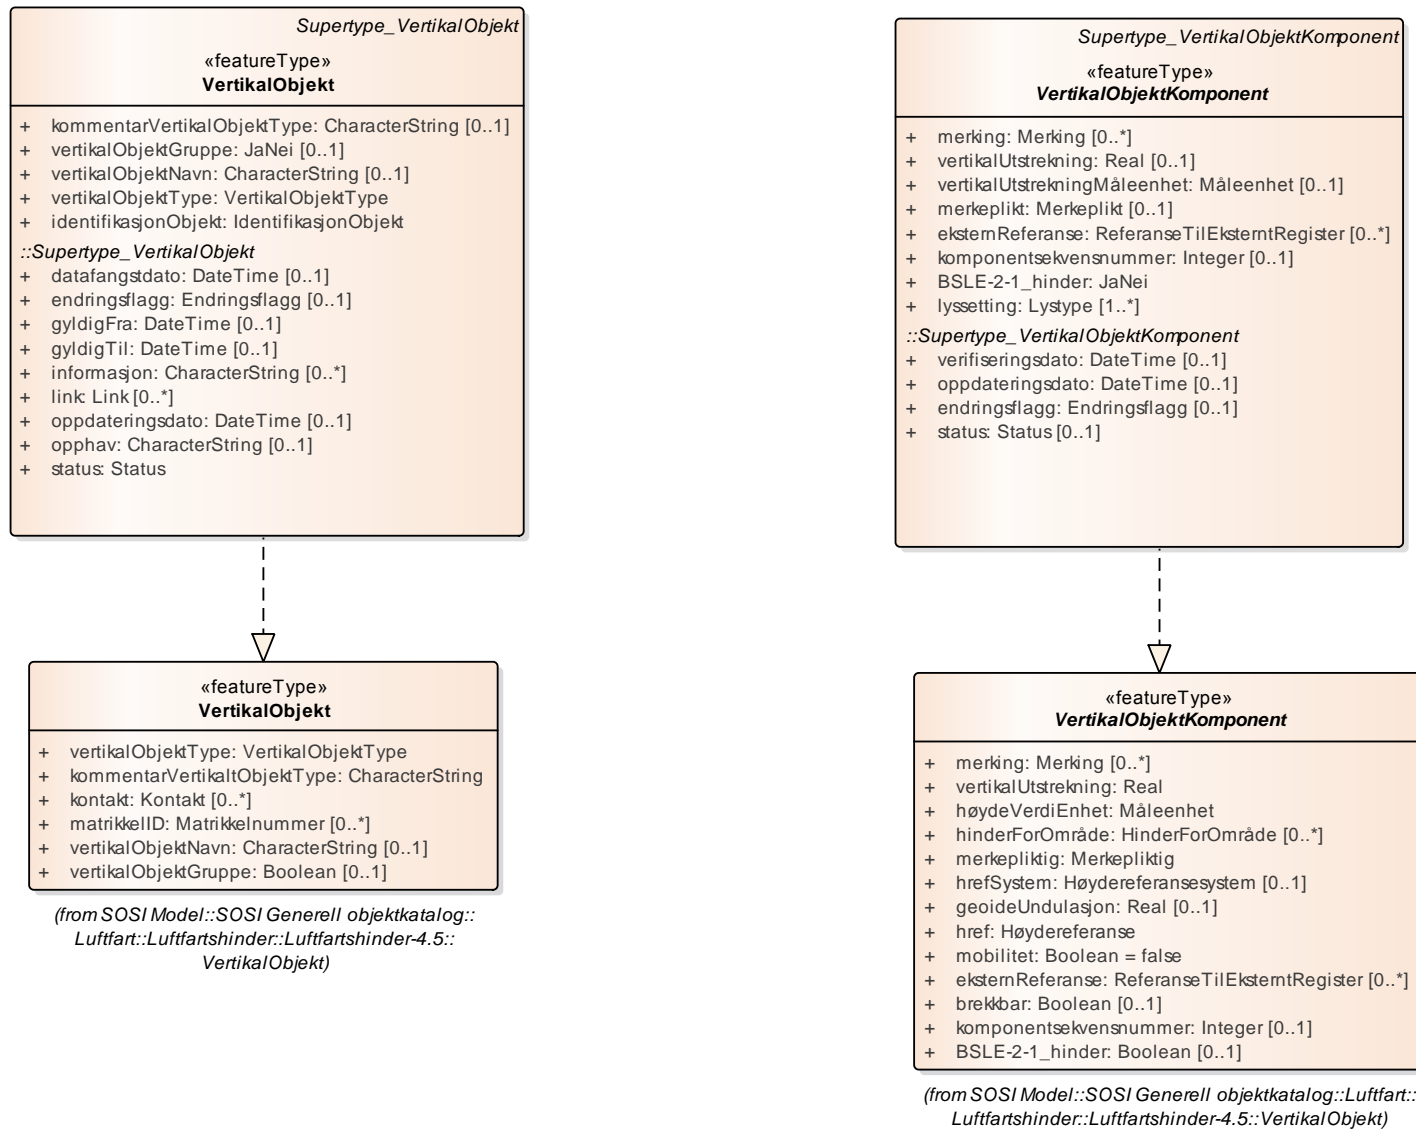 Supertype_VertikalObjekt
«featureType»
VertikalObjekt
+ kommentarVertikalObjektType: CharacterString [0..1]
+ vertikalObjektGruppe: JaNei [0..1]
+ vertikalObjektNavn: CharacterString [0..1]
+ vertikalObjektType: VertikalObjektType
+ identifikasjonObjekt: IdentifikasjonObjekt
::Supertype_VertikalObjekt
+ datafangstdato: DateTime [0..1]
+ endringsflagg: Endringsflagg [0..1]
+ gyldigFra: DateTime [0..1]
+ gyldigTil: DateTime [0..1]
+ informasjon: CharacterString [0..*]
+ link: Link [0..*]
+ oppdateringsdato: DateTime [0..1]
+ opphav: CharacterString [0..1]
+ status: Status
«featureType»
VertikalObjekt
+ vertikalObjektType: VertikalObjektType
+ kommentarVertikaltObjektType: CharacterString
+ kontakt: Kontakt [0..*]
+ matrikkelID: Matrikkelnummer [0..*]
+ vertikalObjektNavn: CharacterString [0..1]
+ vertikalObjektGruppe: Boolean [0..1]
(from SOSI Model::SOSI Generell objektkatalog::
Luftfart::Luftfartshinder::Luftfartshinder-4.5::
VertikalObjekt)
Supertype_VertikalObjektKomponent
«featureType»
VertikalObjektKomponent
+ merking: Merking [0..*]
+ vertikalUtstrekning: Real [0..1]
+ vertikalUtstrekningMåleenhet: Måleenhet [0..1]
+ merkeplikt: Merkeplikt [0..1]
+ eksternReferanse: ReferanseTilEksterntRegister [0..*]
+ komponentsekvensnummer: Integer [0..1]
+ BSLE-2-1_hinder: JaNei
+ lyssetting: Lystype [1..*]
::Supertype_VertikalObjektKomponent
+ verifiseringsdato: DateTime [0..1]
+ oppdateringsdato: DateTime [0..1]
+ endringsflagg: Endringsflagg [0..1]
+ status: Status [0..1]
«featureType»
VertikalObjektKomponent
+ merking: Merking [0..*]
+ vertikalUtstrekning: Real
+ høydeVerdiEnhet: Måleenhet
+ hinderForOmråde: HinderForOmråde [0..*]
+ merkepliktig: Merkepliktig
+ hrefSystem: Høydereferansesystem [0..1]
+ geoideUndulasjon: Real [0..1]
+ href: Høydereferanse
+ mobilitet: Boolean = false
+ eksternReferanse: ReferanseTilEksterntRegister [0..*]
+ brekkbar: Boolean [0..1]
+ komponentsekvensnummer: Integer [0..1]
+ BSLE-2-1_hinder: Boolean [0..1]
(from SOSI Model::SOSI Generell objektkatalog::Luftfart::
Luftfartshinder::Luftfartshinder-4.5::VertikalObjekt)